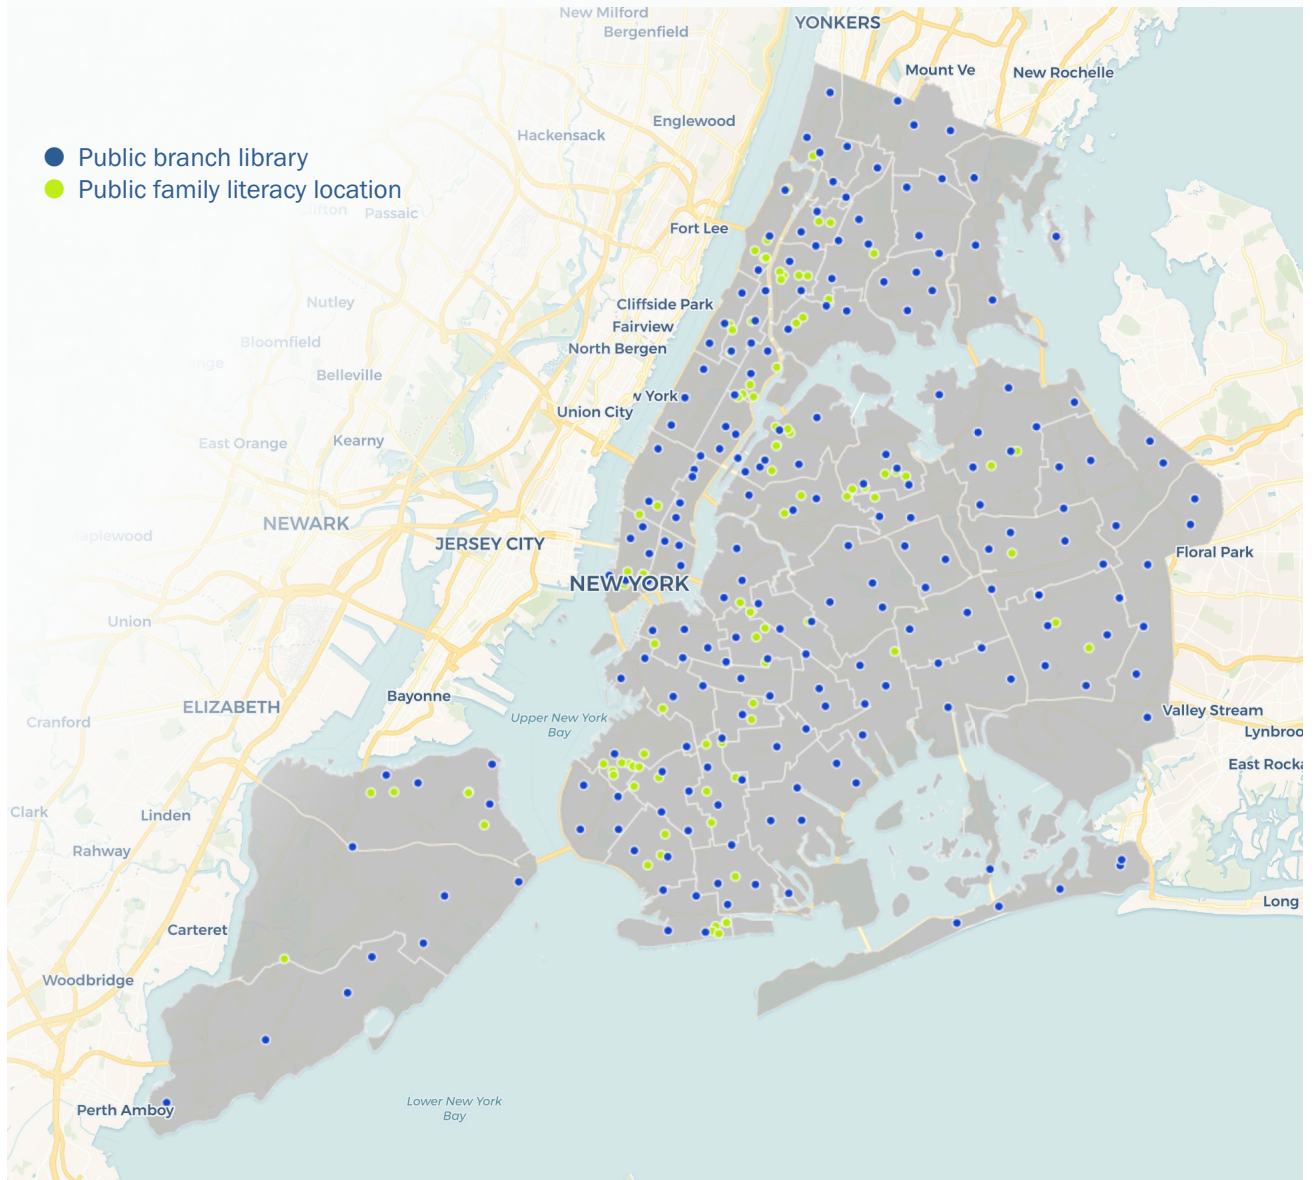 New Milford
YONKERS
Bergenfield
Mount Ve
New Rochelle
Englewood
Hackensack
Public branch library
Public family literacy location
Passaic
Fort Lee
Nutley
Cliffside Park
Fairview
Bloomfield
North Bergen
Belleville
Union City
East Orange
Kearny
NEWARK
JERSEY CITY
Floral Park
NEW YORK
Union
Bayonne
ELIZABETH
Valley Stream
Cranford
Upper New York
Bay
Lynbroo
East Rocka
Clark
Linden
Rahway
Long
Carteret
Woodbridge
Lower New York
Bay
Perth Amboy